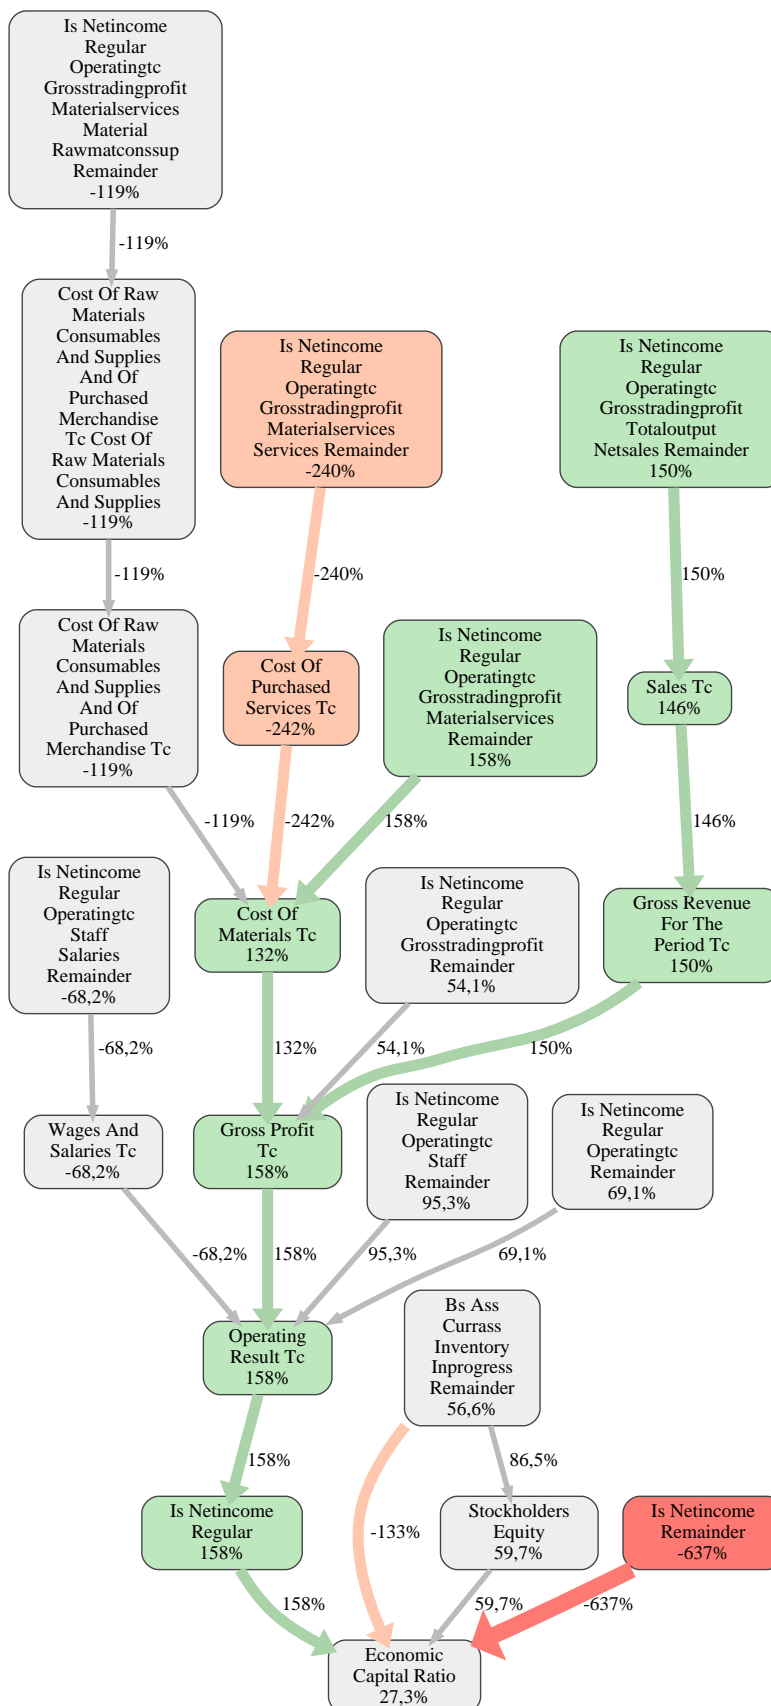 Is Netincome
Regular
Operatingtc
Grosstradingprofit
Materialservices
Material
Rawmatconssup
Remainder
-119%
-119%
Cost Of Raw
Materials
Consumables
And Supplies
And Of
Purchased
Merchandise
Tc Cost Of
Raw Materials
Consumables
And Supplies
-119%
Is Netincome
Regular
Operatingtc
Grosstradingprofit
Materialservices
Services Remainder
-240%
Is Netincome
Regular
Operatingtc
Grosstradingprofit
Totaloutput
Netsales Remainder
150%
-119%
-240%
150%
Cost Of Raw
Materials
Consumables
And Supplies
And Of
Purchased
Merchandise Tc
-119%
Cost Of
Purchased
Services Tc
-242%
Is Netincome
Regular
Operatingtc
Grosstradingprofit
Materialservices
Remainder
158%
Sales Tc
146%
-119%
-242%
158%
146%
Is Netincome
Regular
Operatingtc
Staff
Salaries
Remainder
-68,2%
Cost Of
Materials Tc
132%
Is Netincome
Regular
Operatingtc
Grosstradingprofit
Remainder
54,1%
Gross Revenue
For The
Period Tc
150%
-68,2%
132%
54,1%
150%
Wages And
Salaries Tc
-68,2%
Gross Profit
Tc
158%
Is Netincome
Regular
Operatingtc
Staff
Remainder
95,3%
Is Netincome
Regular
Operatingtc
Remainder
69,1%
-68,2%
158%
95,3%
69,1%
Operating
Result Tc
158%
Bs Ass
Currass
Inventory
Inprogress
Remainder
56,6%
158%
86,5%
Is Netincome
Regular
158%
-133%
Stockholders
Equity
59,7%
Is Netincome
Remainder
-637%
158%
59,7%
-637%
Economic
Capital Ratio
27,3%